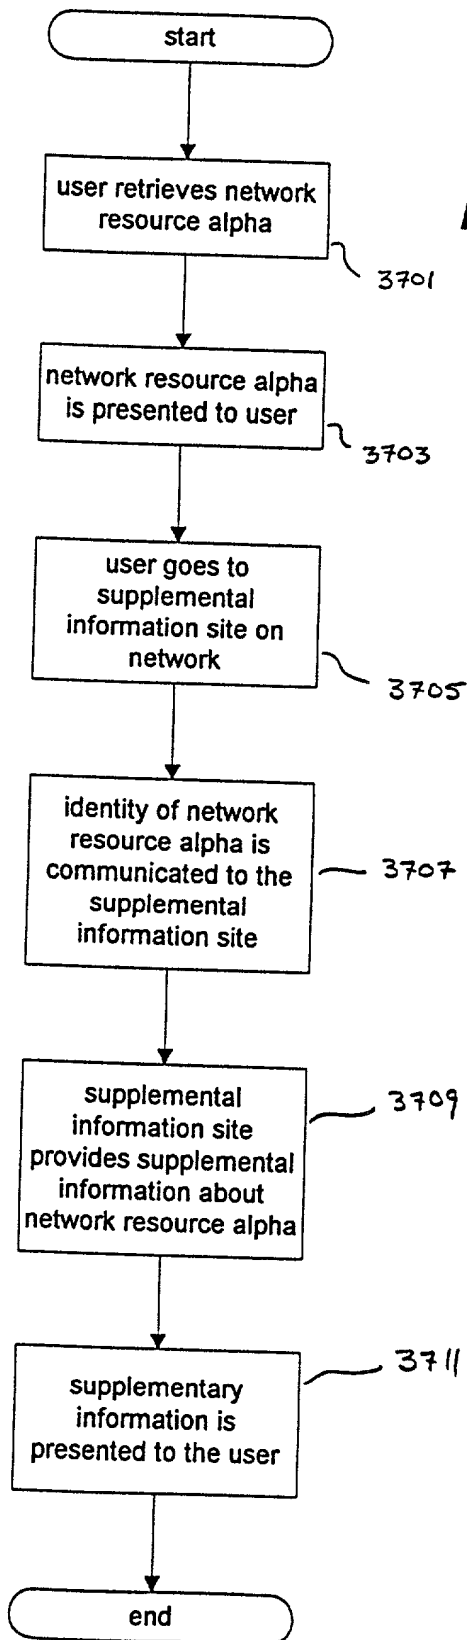 start
user retrieves network
resource alpha
3701
network resource alpha
is presented to user
3703
user goes to
supplemental
information site on
network
3705
identity of network
resource alpha is
communicated to the
supplemental
information site
3707
supplemental
information site
provides supplemental
information about
network resource alpha
3709
supplementary
information is
presented to the user
3711
end